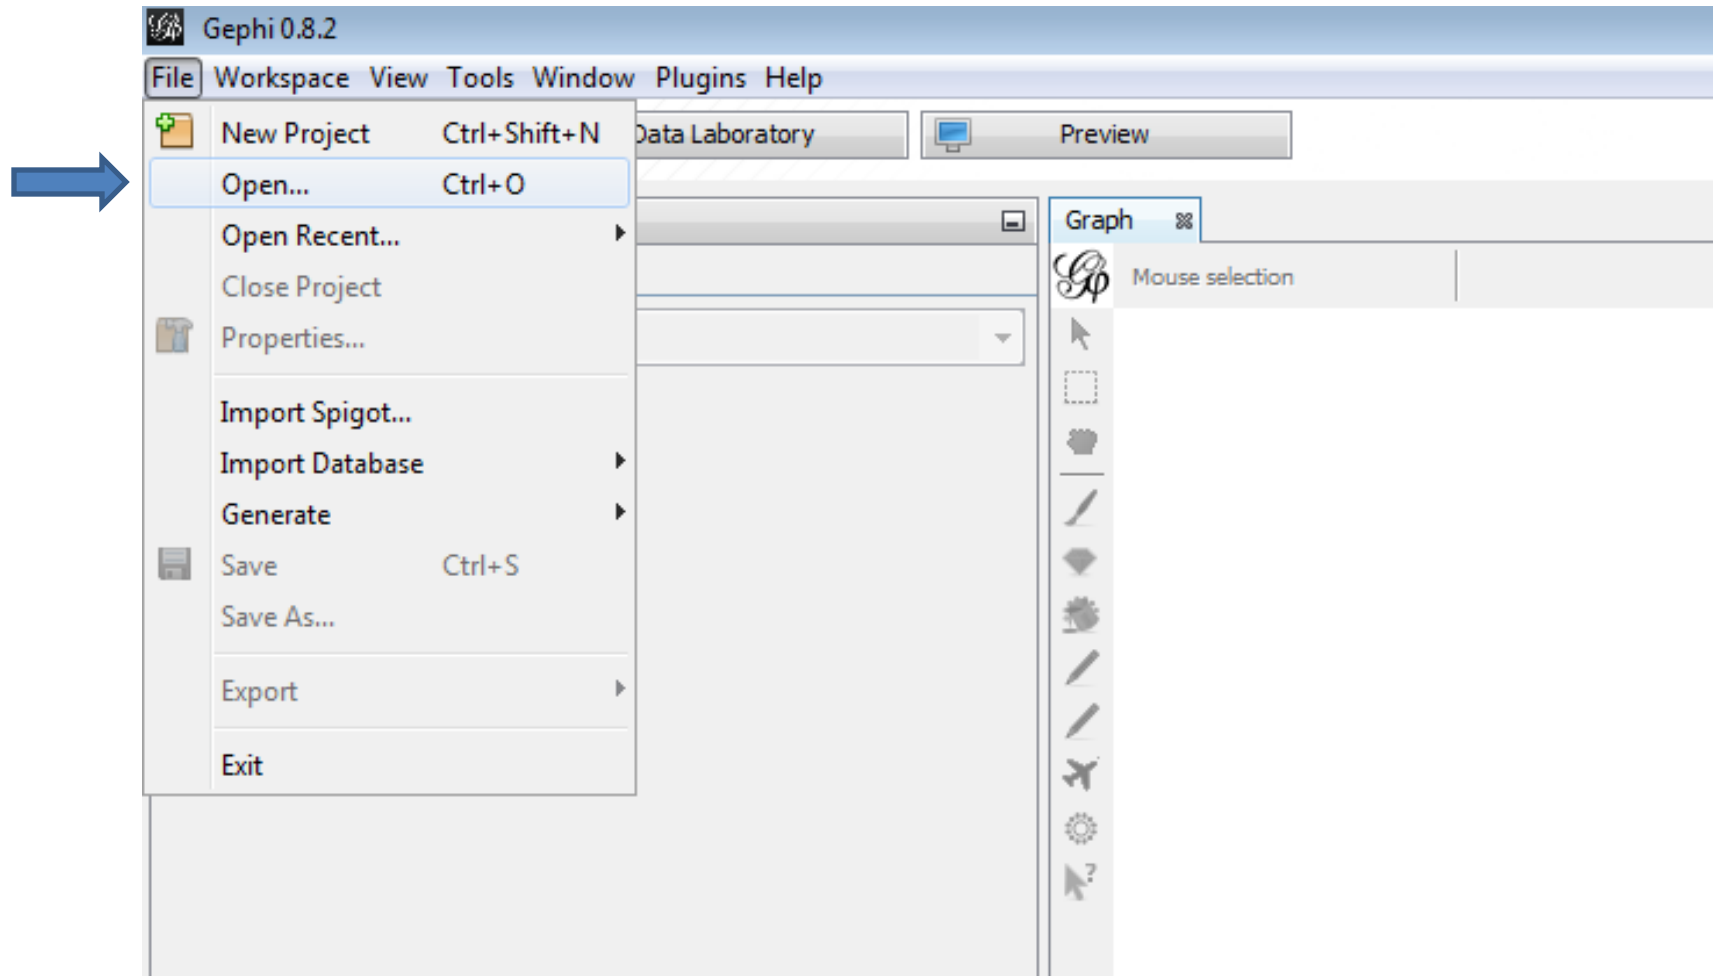 Gephi 0.8.2
File Workspace View Tools Window Plugins Help
New Project Ctrl+Shift+N
Data Laboratory
Preview
Open... Ctrl+O
Open Recent...
Graph
Close Project
Mouse selection
Properties...
Import Spigot...
Import Database
Generate
Save Ctrl+S
Save As...
Export
Exit